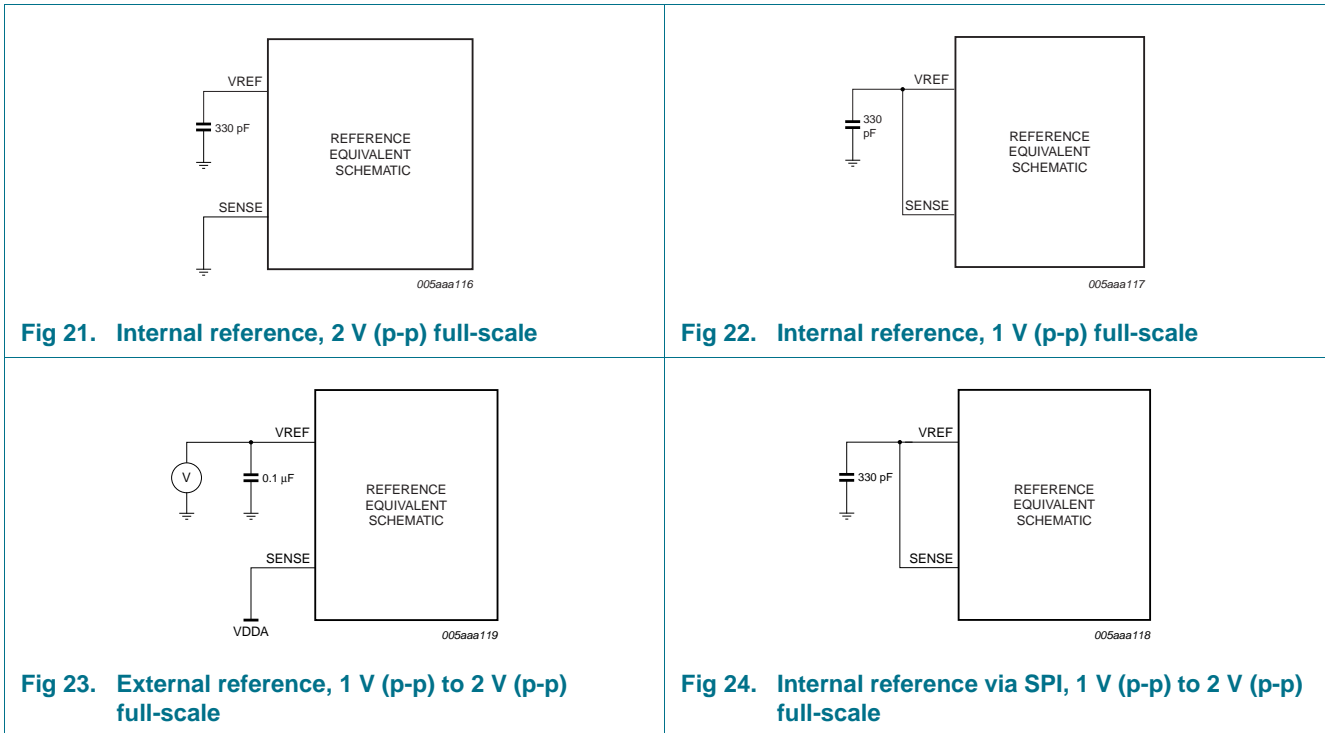 VREF
330 pF
REFERENCE
EQUIVALENT
SCHEMATIC
SENSE
005aaa116
Fig 21. Internal reference, 2 V (p-p) full-scale
VREF
330
pF
REFERENCE
EQUIVALENT
SCHEMATIC
SENSE
005aaa117
Fig 22. Internal reference, 1 V (p-p) full-scale
VREF
V
0.1 μF
REFERENCE
EQUIVALENT
SCHEMATIC
SENSE
VDDA
005aaa119
Fig 23. External reference, 1 V (p-p) to 2 V (p-p)
full-scale
VREF
330 pF
REFERENCE
EQUIVALENT
SCHEMATIC
SENSE
005aaa118
Fig 24. Internal reference via SPI, 1 V (p-p) to 2 V (p-p)
full-scale